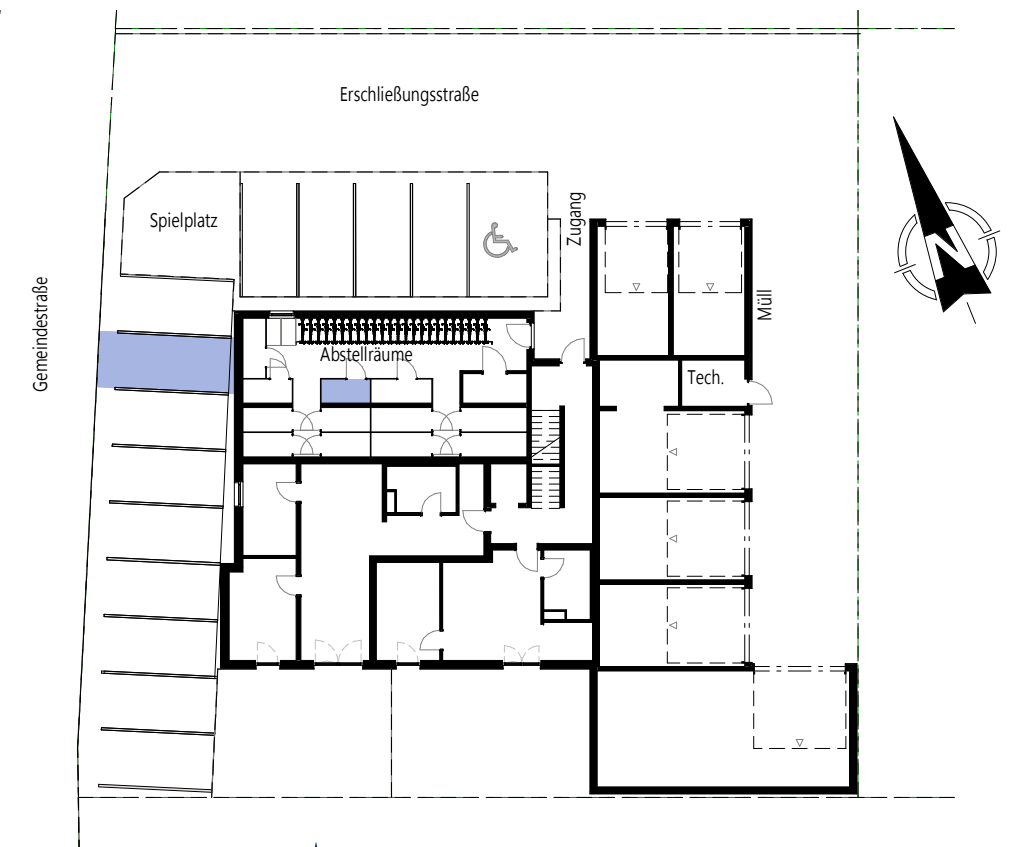 Erschließungsstraße
Spielplatz
Zugang
Gemeindestraße
Müll
Abstellräume
Tech.